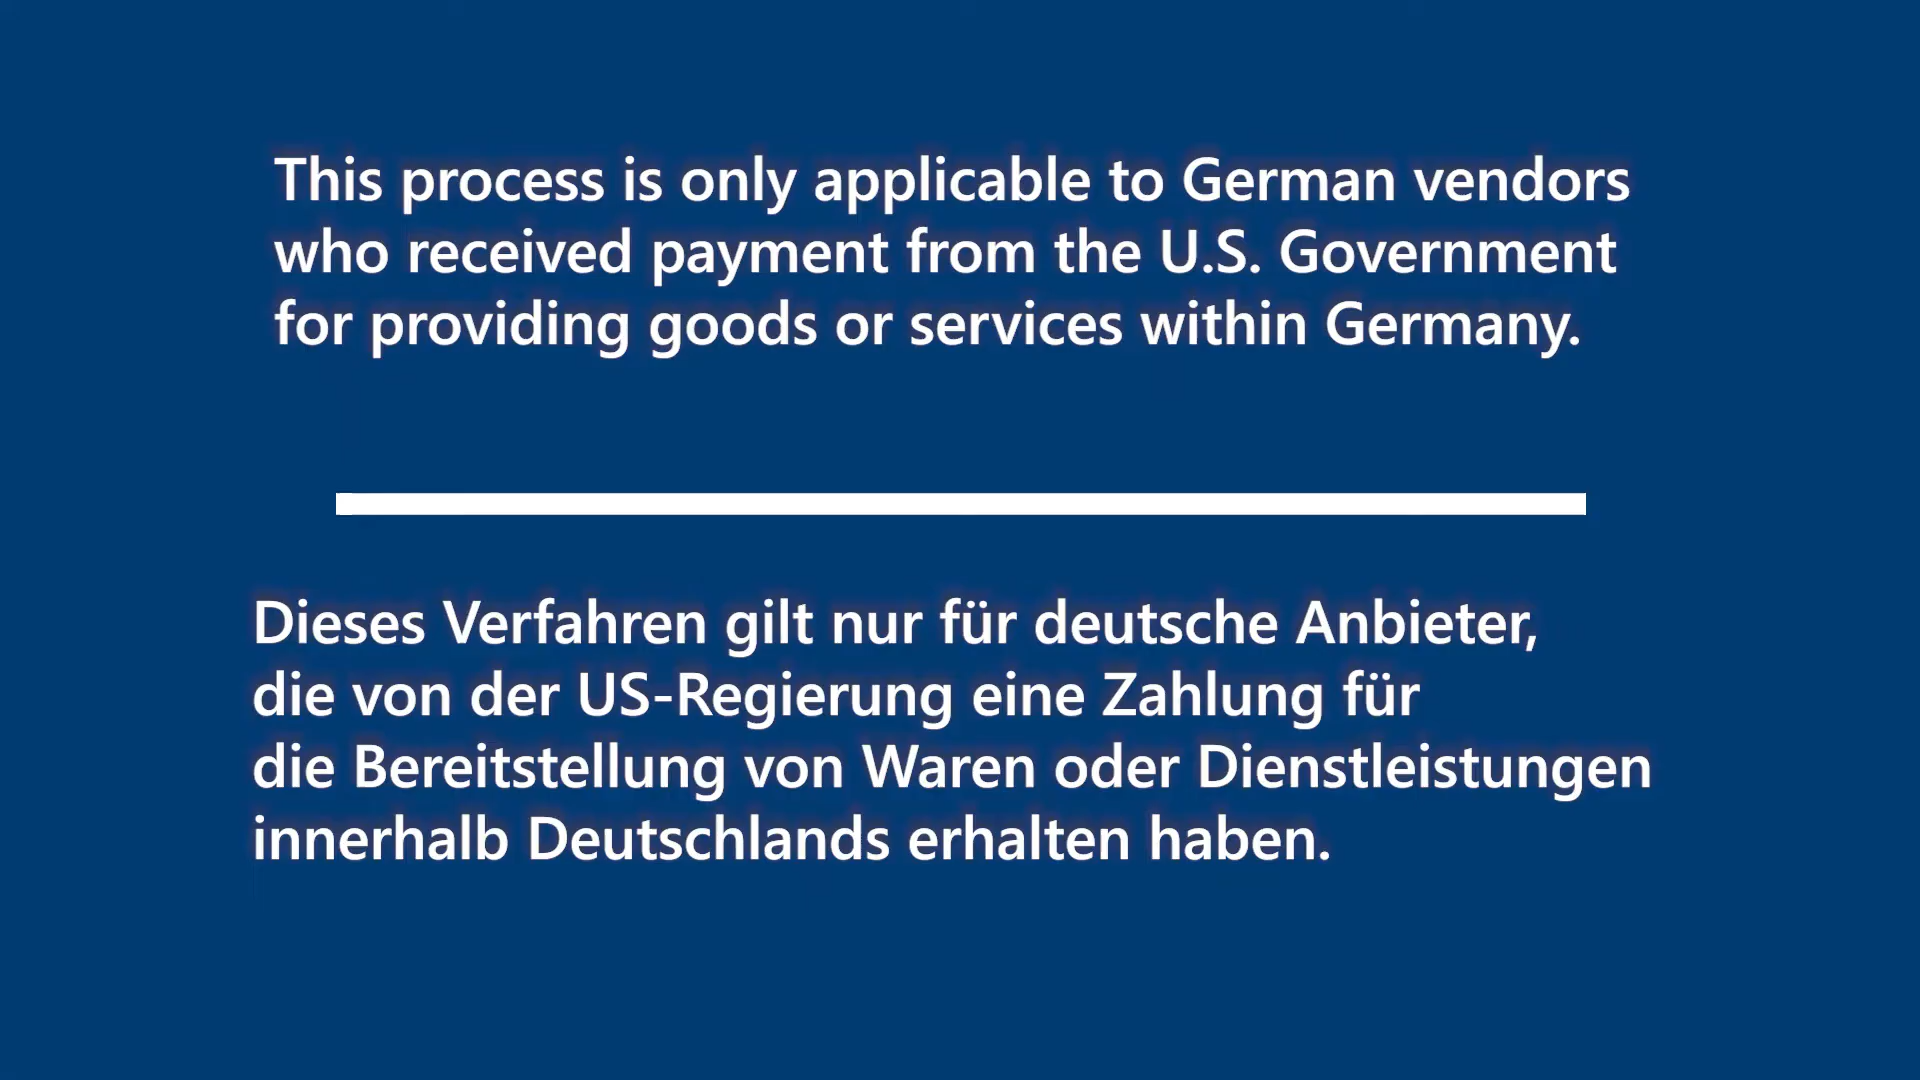 This process is only applicable to German vendors
who received payment from the U.S. Government
for providing goods or services within Germany.
Dieses Verfahren gilt nur für deutsche Anbieter,
die von der US-Regierung eine Zahlung für
die Bereitstellung von Waren oder Dienstleistungen
innerhalb Deutschlands erhalten haben.